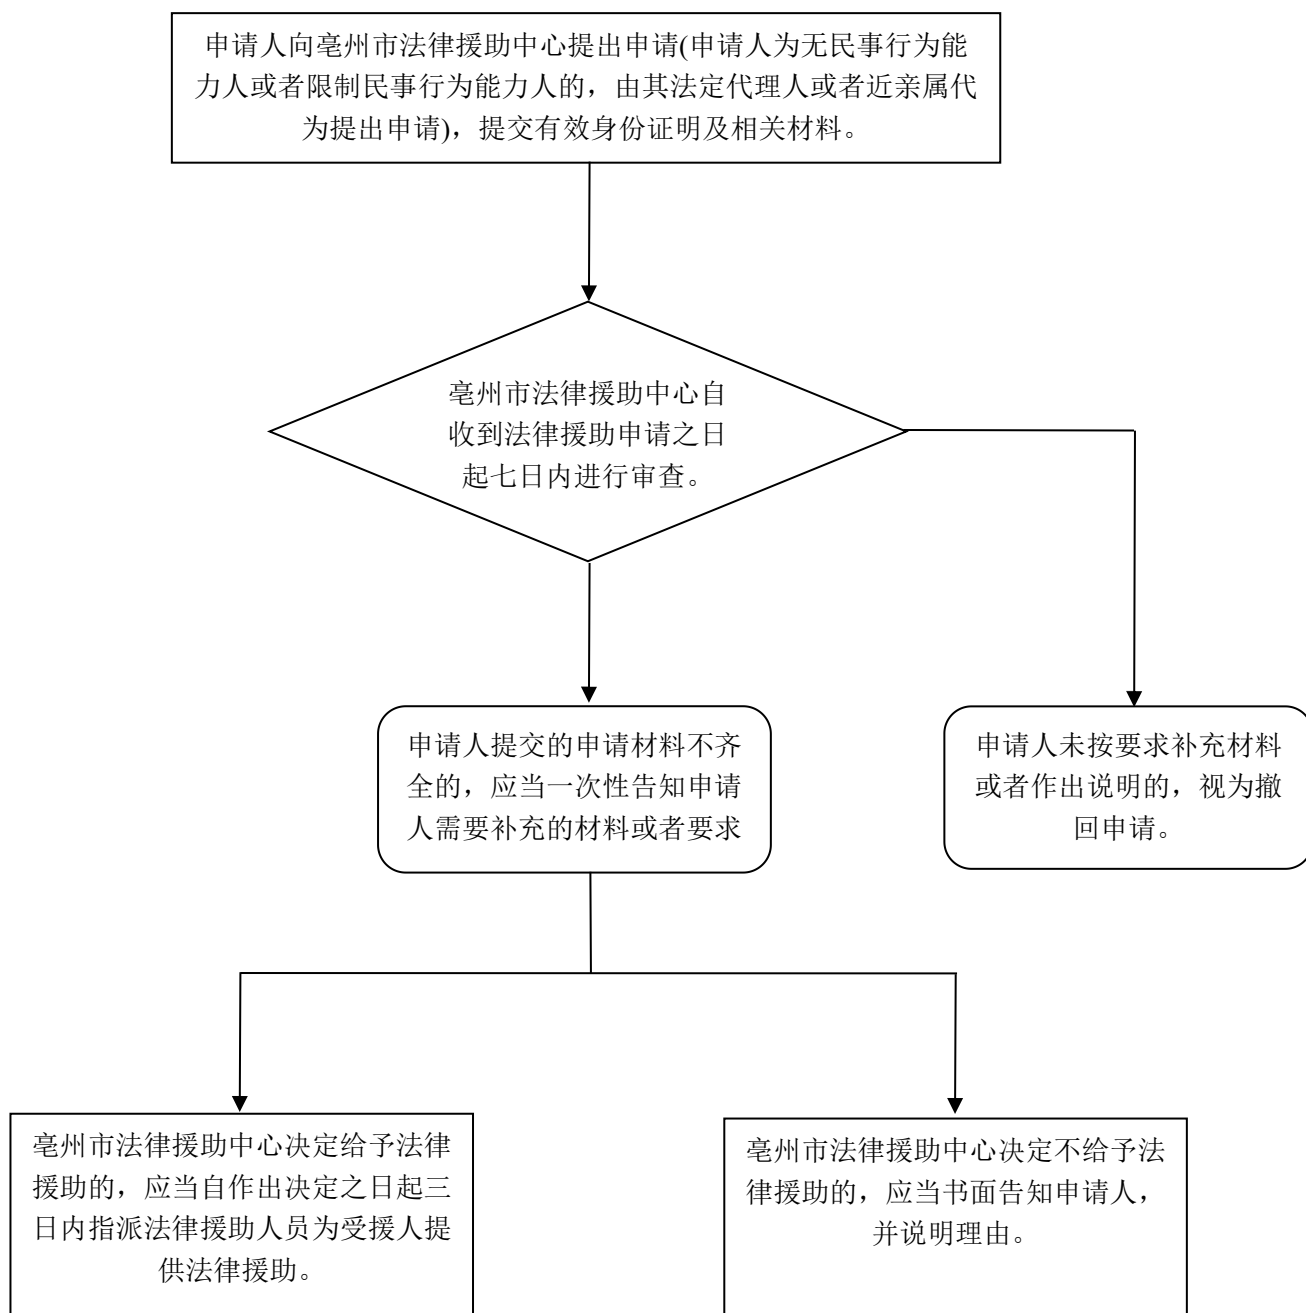 申请人向亳州市法律援助中心提出申请(申请人为无民事行为能
力人或者限制民事行为能力人的，由其法定代理人或者近亲属代
为提出申请)，提交有效身份证明及相关材料。
亳州市法律援助中心自
收到法律援助申请之日
起七日内进行审查。
申请人提交的申请材料不齐
全的，应当一次性告知申请
人需要补充的材料或者要求
申请人未按要求补充材料
或者作出说明的，视为撤
回申请。
亳州市法律援助中心决定给予法律
援助的，应当自作出决定之日起三
日内指派法律援助人员为受援人提
供法律援助。
亳州市法律援助中心决定不给予法
律援助的，应当书面告知申请人，
并说明理由。